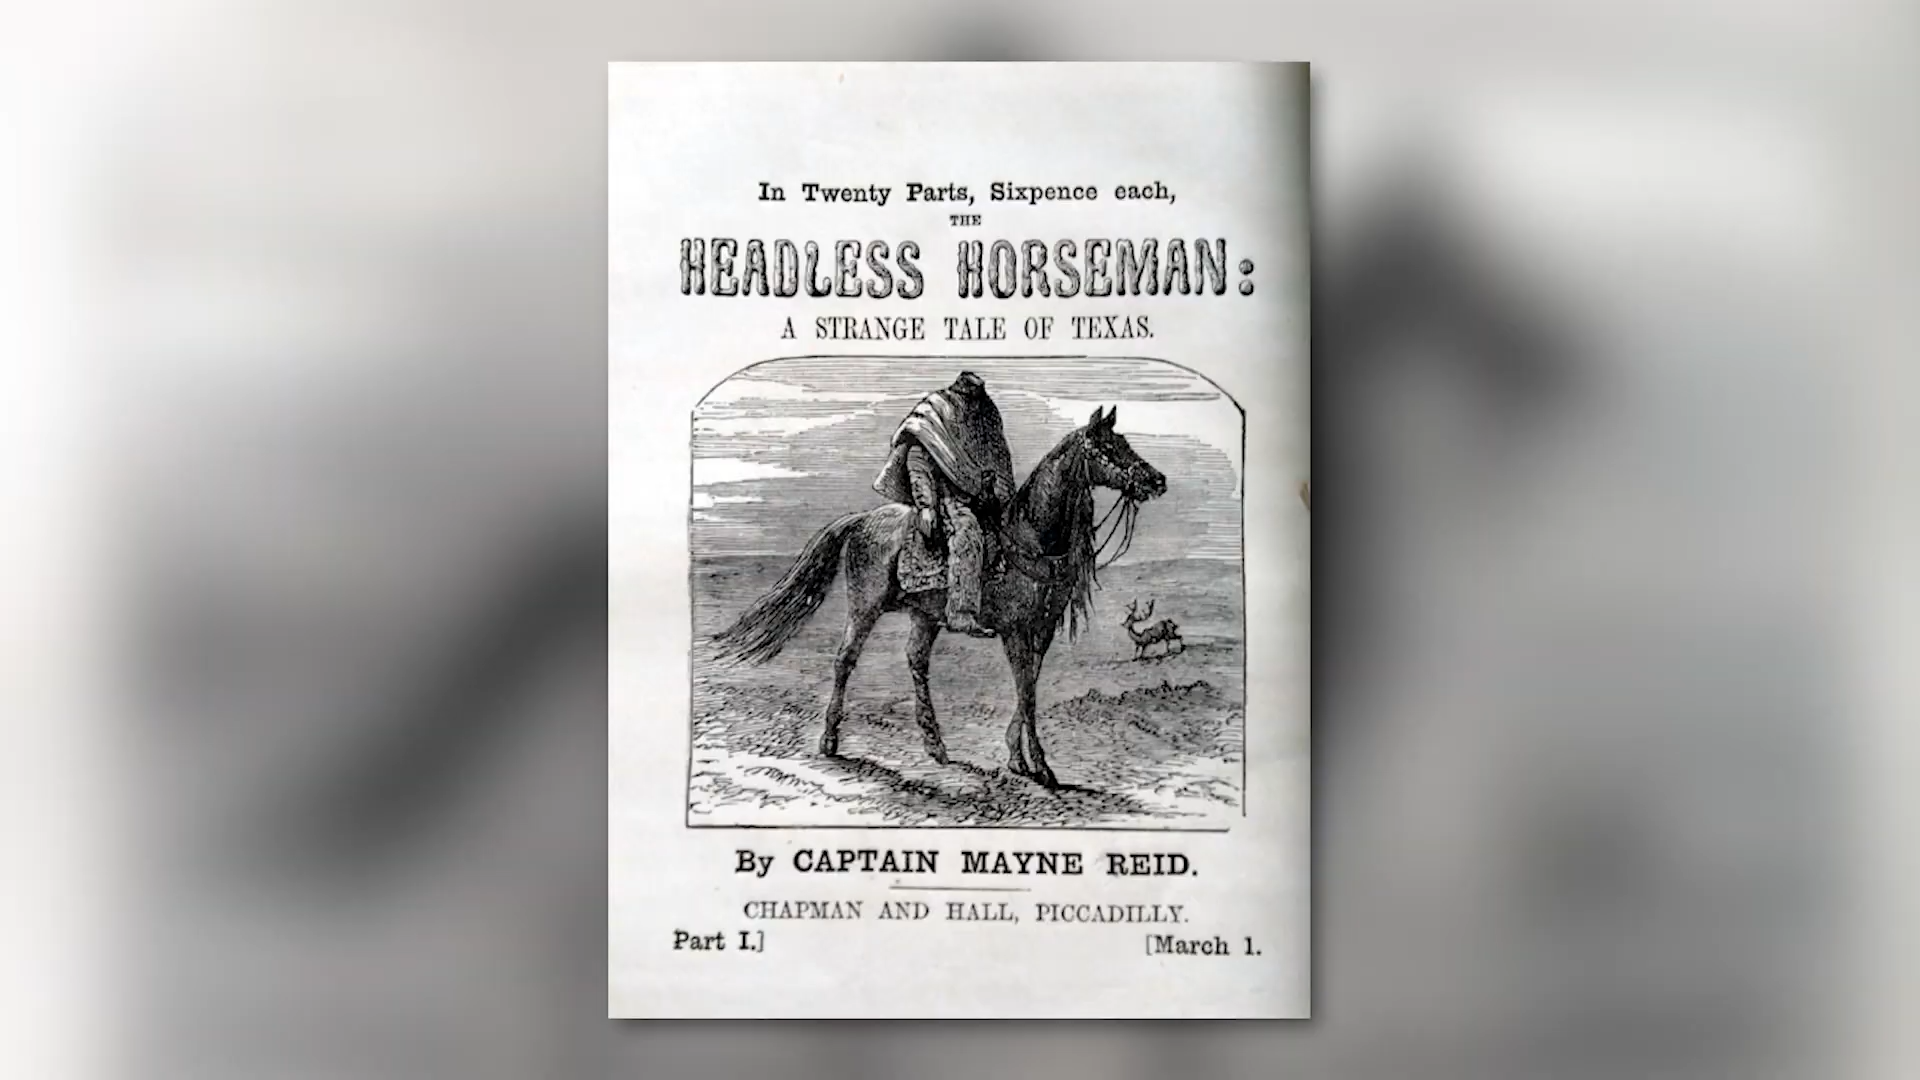 In Twenty Parts, Sixpence each,
THE
HEADLESS HORSEMAN:
A STRANGE TALE OF TEXAS.
By CAPTAIN MAYNE REID.
CHAPMAN AND HALL, PICCADILLY.
Part I.]
[March 1.